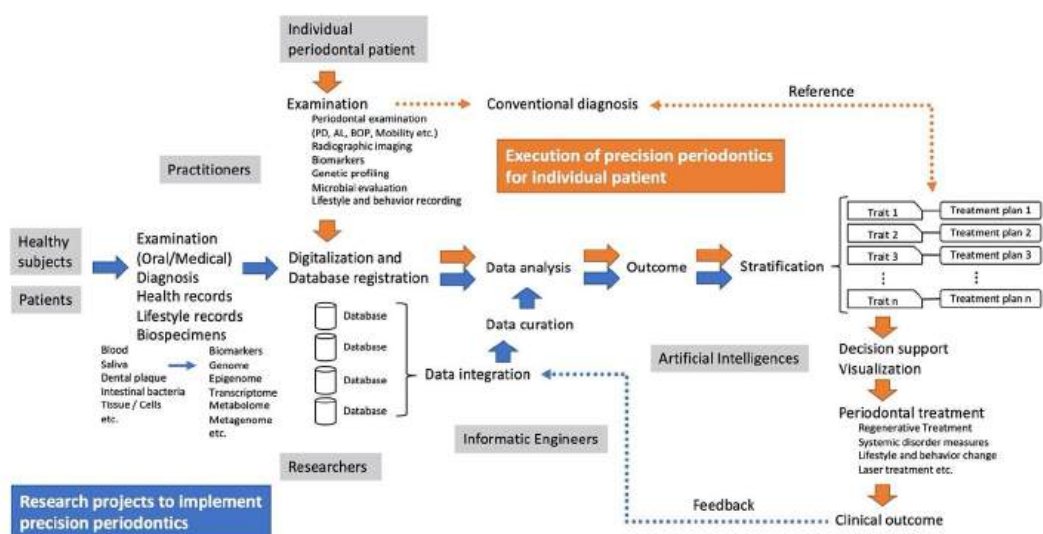 Individual
periodontal patient
Examination
Periodontal examination
(PD, AL, BOP, Mobility etc.)
Radiographic imaging
Biomarkers
Genetic profiling
Microbial evaluation
Lifestyle and behavior recording
Conventional diagnosis
Reference
Execution of precision periodontics
for individual patient
Practitioners
Healthy
subjects
Patients
Examination
(Oral/Medical)
Diagnosis
Health records
Lifestyle records
Biospecimens
Blood
Saliva
Dental plaque
Intestinal bacteria
Tissue / Cells
etc.
Biomarkers
Genome
Epigenome
Transcriptome
Metabolome
Metagenome
etc.
Digitalization and
Database registration
Database
Database
Database
Database
Data integration
Data curation
Data analysis
Outcome
Stratification
Trait 1
Treatment plan 1
Trait 2
Treatment plan 2
Trait 3
Treatment plan 3
Trait n
Treatment plan n
Artificial Intelligences
Decision support
Visualization
Periodontal treatment
Regenerative Treatment
Systemic disorder measures
Lifestyle and behavior change
Laser treatment etc.
Clinical outcome
Feedback
Informatic Engineers
Researchers
Research projects to implement
precision periodontics